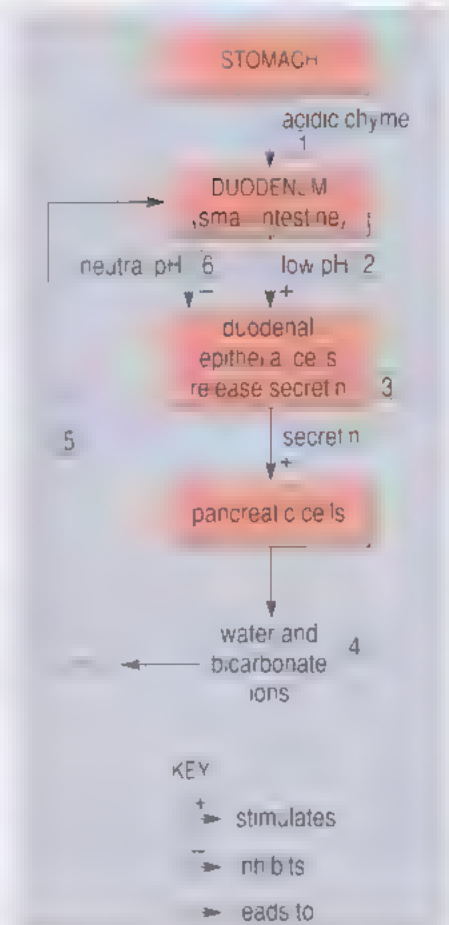 STOMACH
acidic chyme
1
DUODENUM
small intestine,
neutral pH 6 low pH 2
− +
duodenal
epithelial cells
release secretin 3
5
secretin
+
pancreatic cells
water and
bicarbonate
ions
4
KEY
+
stimulates
−
inhibits
leads to